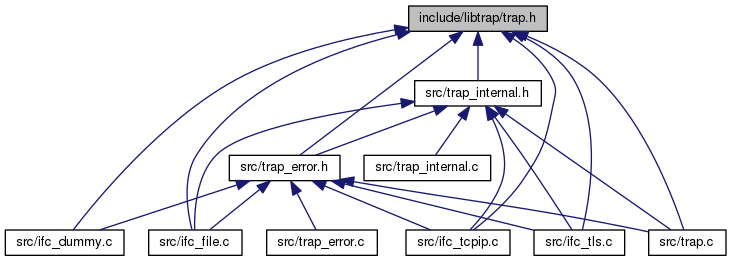 include/libtrap/trap.h
src/trap_internal.h
src/trap_error.h
src/trap_internal.c
src/ifc_dummy.c
src/ifc_file.c
src/trap_error.c
src/ifc_tcpip.c
src/ifc_tls.c
src/trap.c